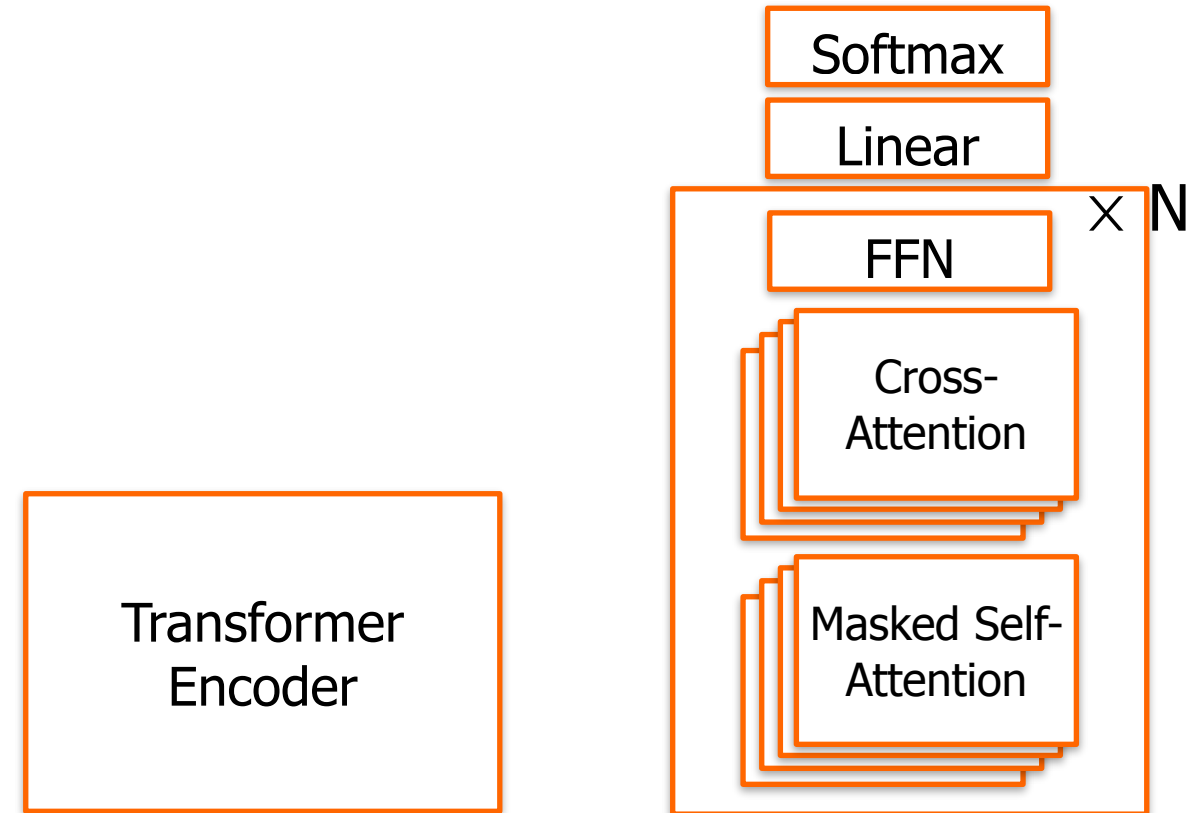 Softmax
Linear
× N
FFN
Cross-
Attention
Masked Self-
Attention
Transformer
Encoder